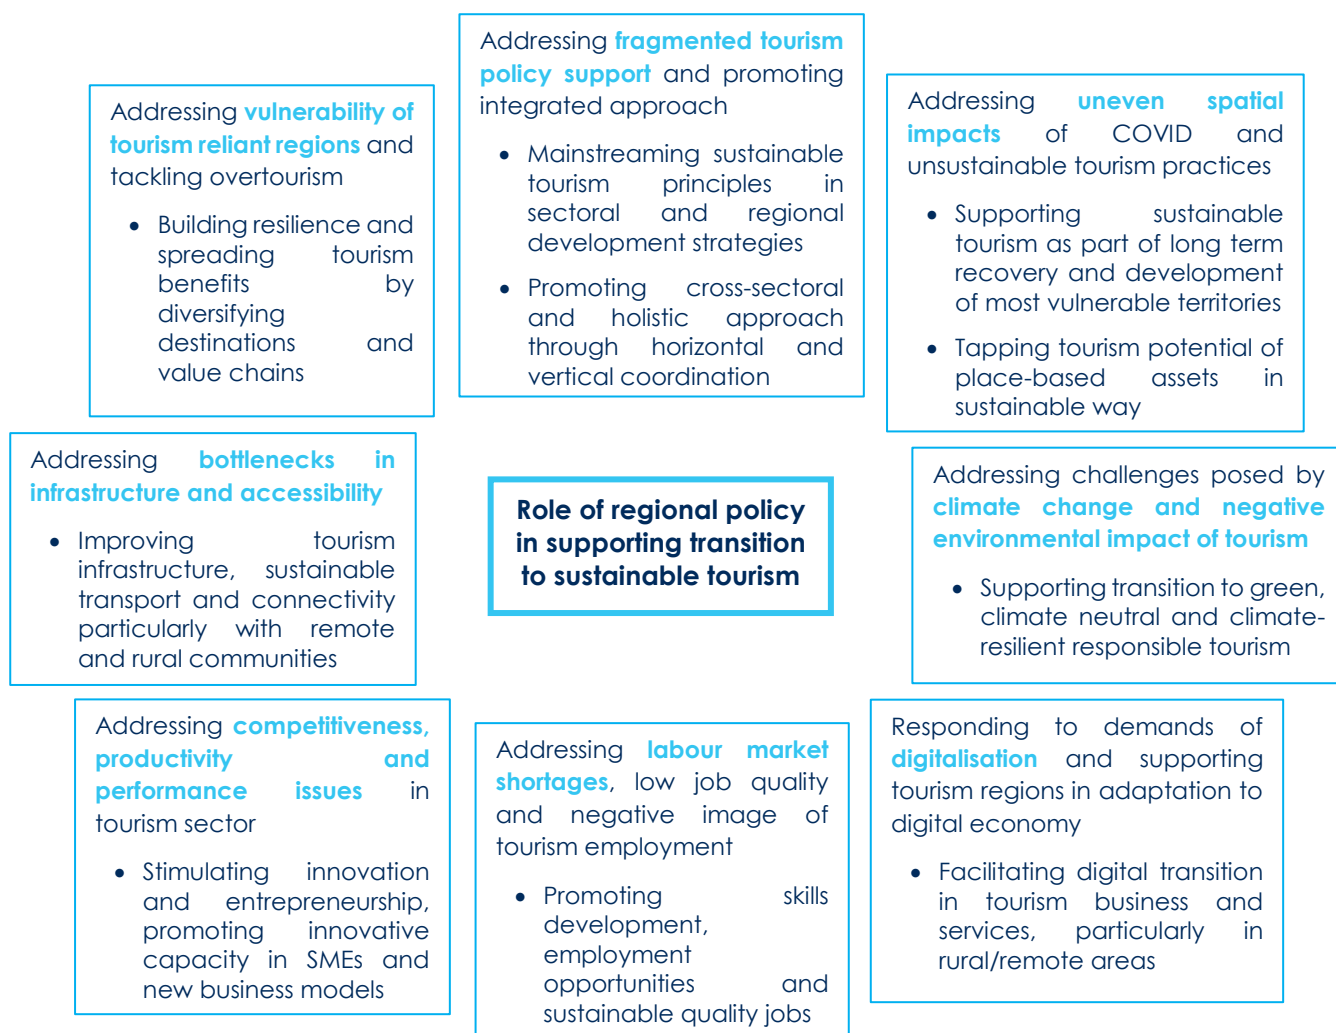 Addressing fragmented tourism
policy support and promoting
integrated approach
• Mainstreaming sustainable
tourism principles in
sectoral and regional
development strategies
• Promoting cross-sectoral
and holistic approach
through horizontal and
vertical coordination
Addressing vulnerability of
tourism reliant regions and
tackling overtourism
• Building resilience and
spreading tourism
benefits by
diversifying
destinations and
value chains
Addressing uneven spatial
impacts of COVID and
unsustainable tourism practices
• Supporting sustainable
tourism as part of long term
recovery and development
of most vulnerable territories
• Tapping tourism potential of
place-based assets in
sustainable way
Addressing bottlenecks in
infrastructure and accessibility
• Improving tourism
infrastructure, sustainable
transport and connectivity
particularly with remote
and rural communities
Role of regional policy
in supporting transition
to sustainable tourism
Addressing challenges posed by
climate change and negative
environmental impact of tourism
• Supporting transition to green,
climate neutral and climate-
resilient responsible tourism
Addressing competitiveness,
productivity and
performance issues in
tourism sector
• Stimulating innovation
and entrepreneurship,
promoting innovative
capacity in SMEs and
new business models
Addressing labour market
shortages, low job quality
and negative image of
tourism employment
• Promoting skills
development,
employment
opportunities and
sustainable quality jobs
Responding to demands of
digitalisation and supporting
tourism regions in adaptation to
digital economy
• Facilitating digital transition
in tourism business and
services, particularly in
rural/remote areas